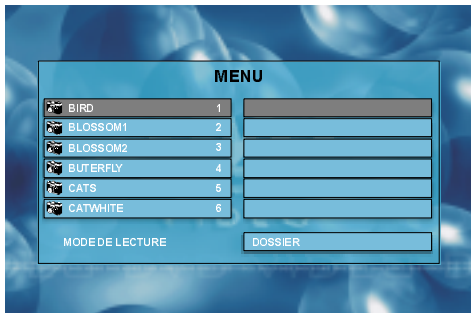 MENU
BIRD 1
BLOSSOM1 2
BLOSSOM2 3
BUTERFLY 4
CATS 5
CATWHITE 6
MODE DE LECTURE DOSSIER